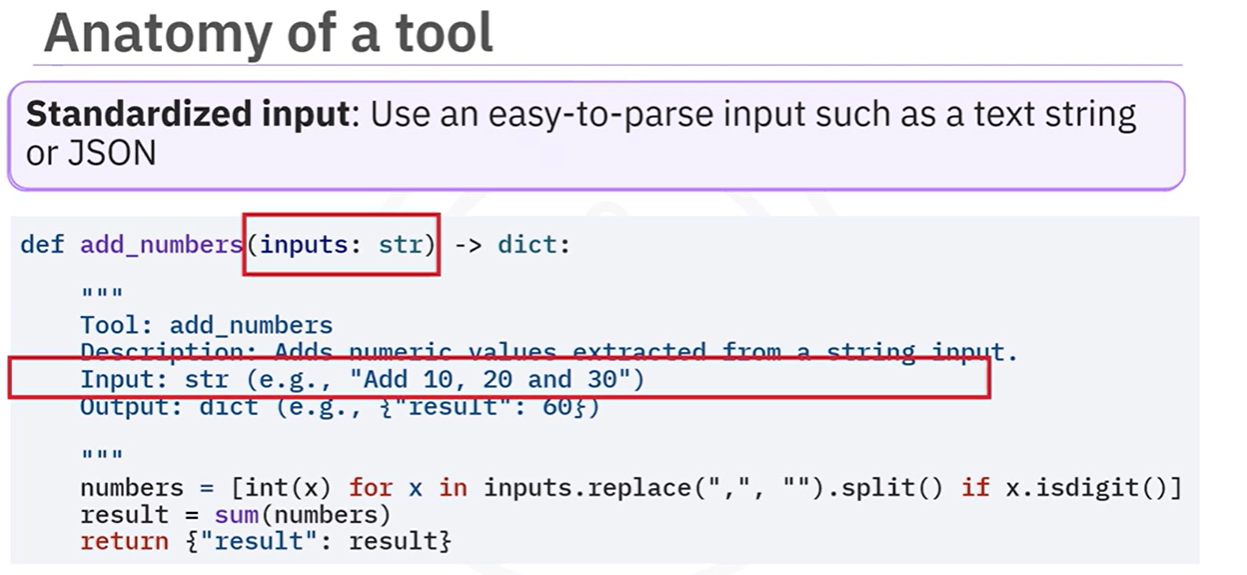 Anatomy of a tool
Standardized input: Use an easy-to-parse input such as a text string
or JSON
def add_numbers(inputs: str) -> dict:
"""
Tool: add_numbers
Description: Adds numeric values extracted from a string input.
Input: str (e.g., "Add 10, 20 and 30")
Output: dict (e.g., {"result": 60})
"""
numbers = [int(x) for x in inputs.replace(",", "").split() if x.isdigit()]
result = sum(numbers)
return {"result": result}